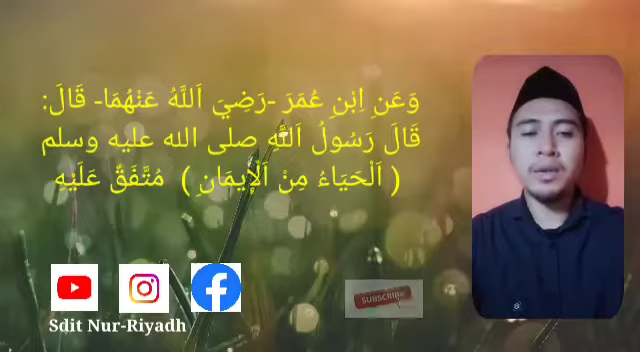 وَعَنِ اِبْنِ عُمَرَ -رَضِيَ اَللَّهُ عَنْهُمَا- قَالَ:
قَالَ رَسُولُ اَللَّهِ صلى الله عليه وسلم
( اَلْحَيَاءُ مِنْ اَلْإِيمَانِ ) مُتَّفَقٌ عَلَيْهِ
SUBSCRIBE
Sdit Nur-Riyadh